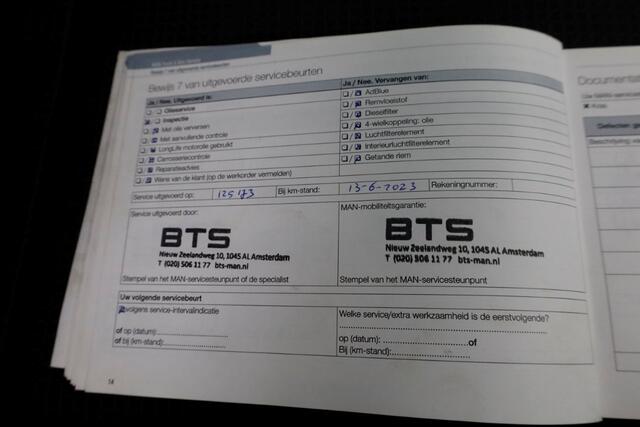 Bewijs 7 van uitgevoerde servicebeurten
Ja / Nee. Uitgevoerd is:
Olieservice
Inspectie
Met olie verversen
Met aanvullende controle
LongLife motorolie gebruikt
Carrosseriecontrole
Reparatieadvies
Wens van de klant (op de werkorder vermelden)
Ja / Nee. Vervangen van:
AdBlue
Remvloeistof
Dieselfilter
4-wielkoppeling: olie
Luchtfilterelement
Interieurluchtfilterelement
Getande riem
Service uitgevoerd op: 125173 Bij km-stand: 13-6-2023 Rekeningnummer:
Service uitgevoerd door:
BTS
Nieuw Zeelandweg 10, 1045 AL Amsterdam
T (020) 506 11 77 bts-man.nl
Stempel van het MAN-servicesteunpunt of de specialist
MAN-mobiliteitsgarantie:
BTS
Nieuw Zeelandweg 10, 1045 AL Amsterdam
T (020) 506 11 77 bts-man.nl
Stempel van het MAN-servicesteunpunt
Uw volgende servicebeurt
volgens service-intervalindicatie
of op (datum):
of bij (km-stand):
Welke service/extra werkzaamheid is de eerstvolgende?
op (datum): of
Bij (km-stand):
14